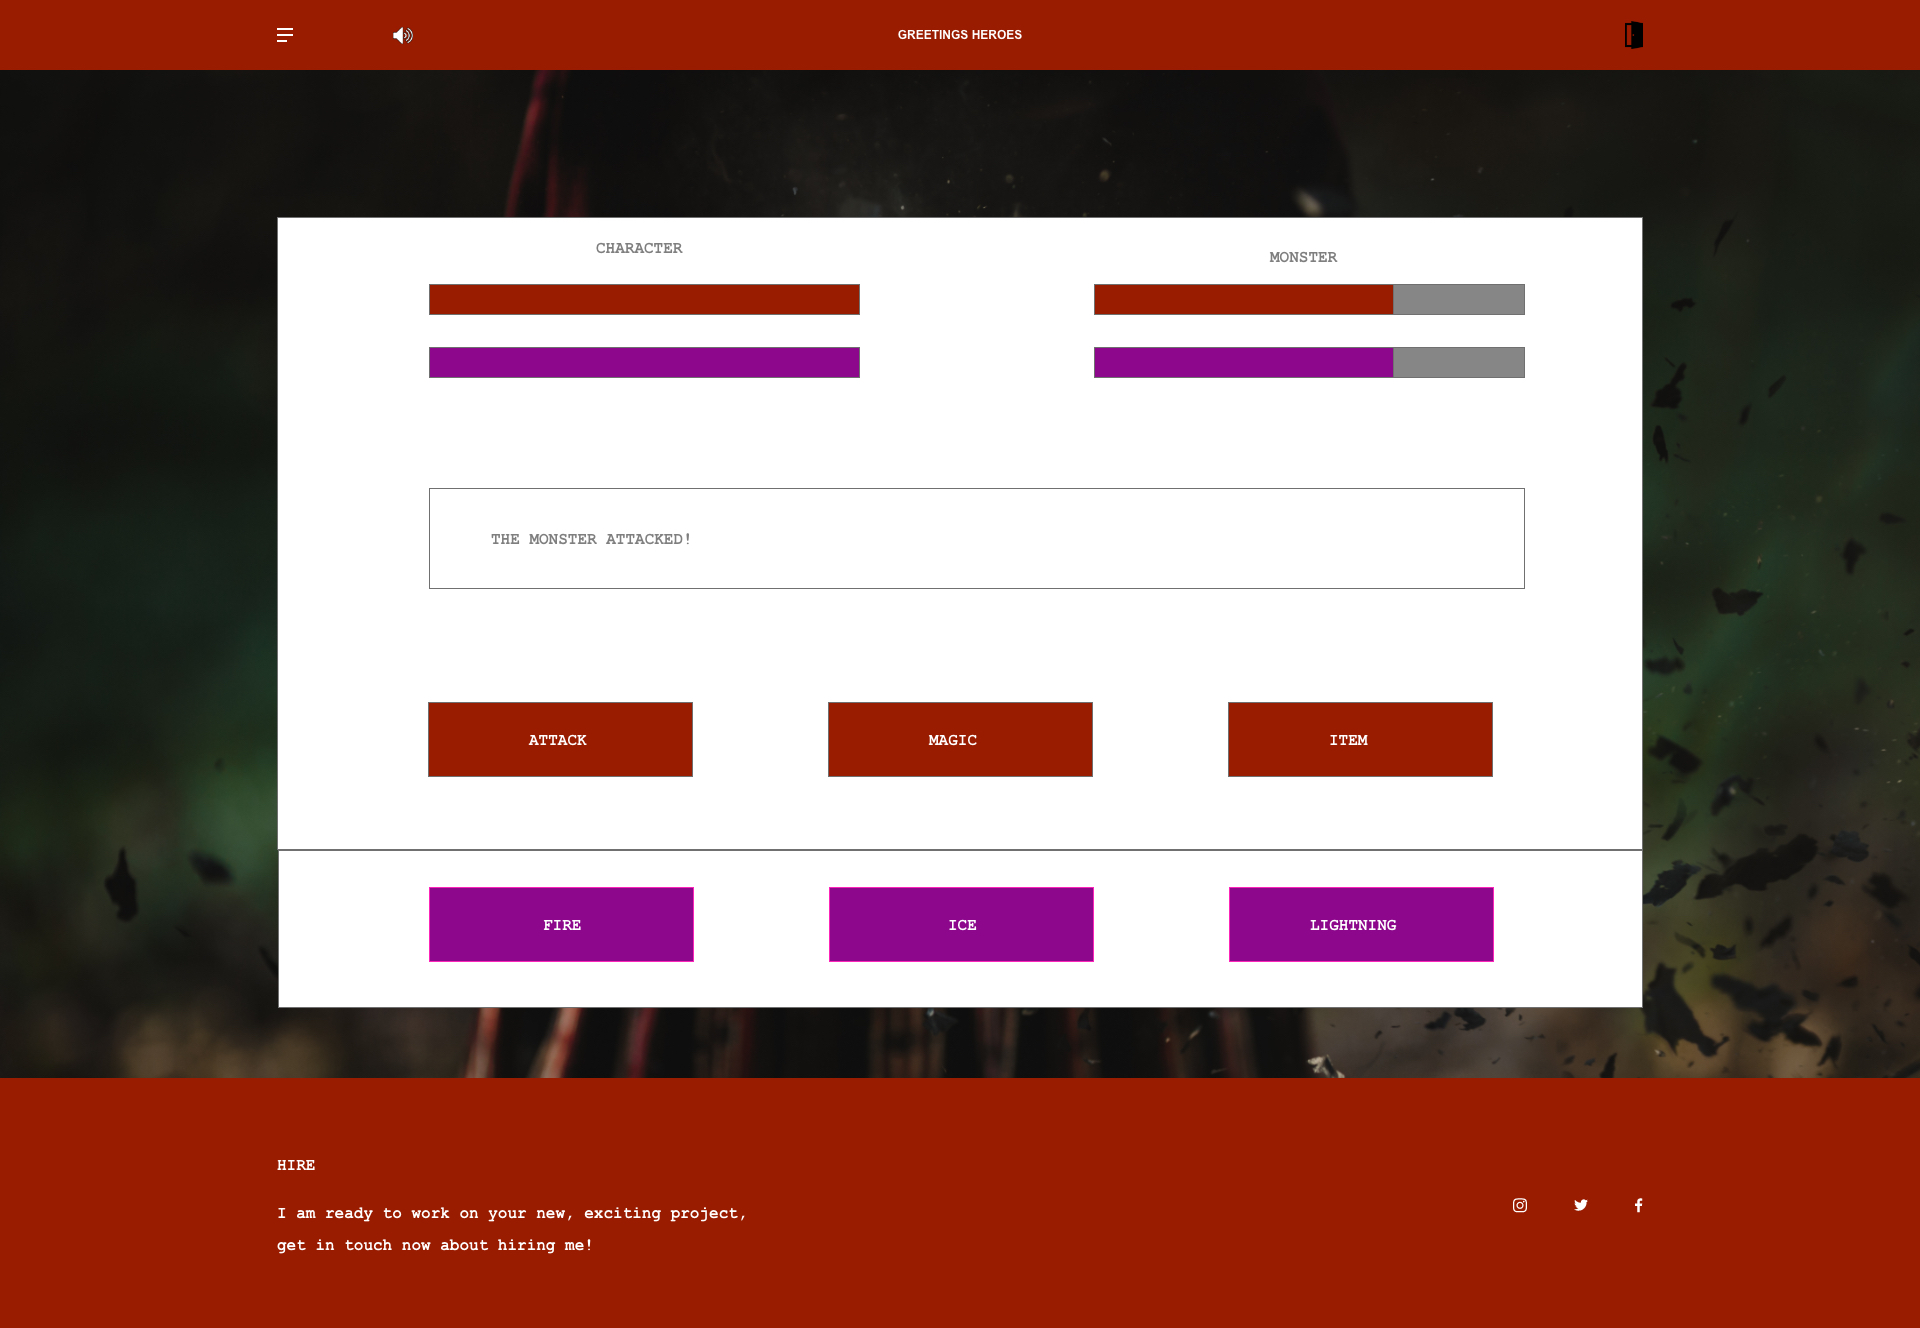 GREETINGS HEROES
CHARACTER
MONSTER
THE MONSTER ATTACKED!
ATTACK
MAGIC
ITEM
FIRE
ICE
LIGHTNING
HIRE
I am ready to work on your new, exciting project,
get in touch now about hiring me!